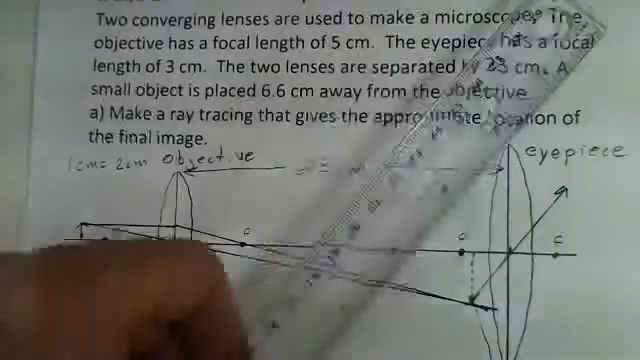 Two converging lenses are used to make a microscope. The
objective has a focal length of 5 cm. The eyepiece has a focal
length of 3 cm. The two lenses are separated by 23 cm. A
small object is placed 6.6 cm away from the objective
a) Make a ray tracing that gives the approximate location of
the final image.
1cm = 2cm objective
eyepiece